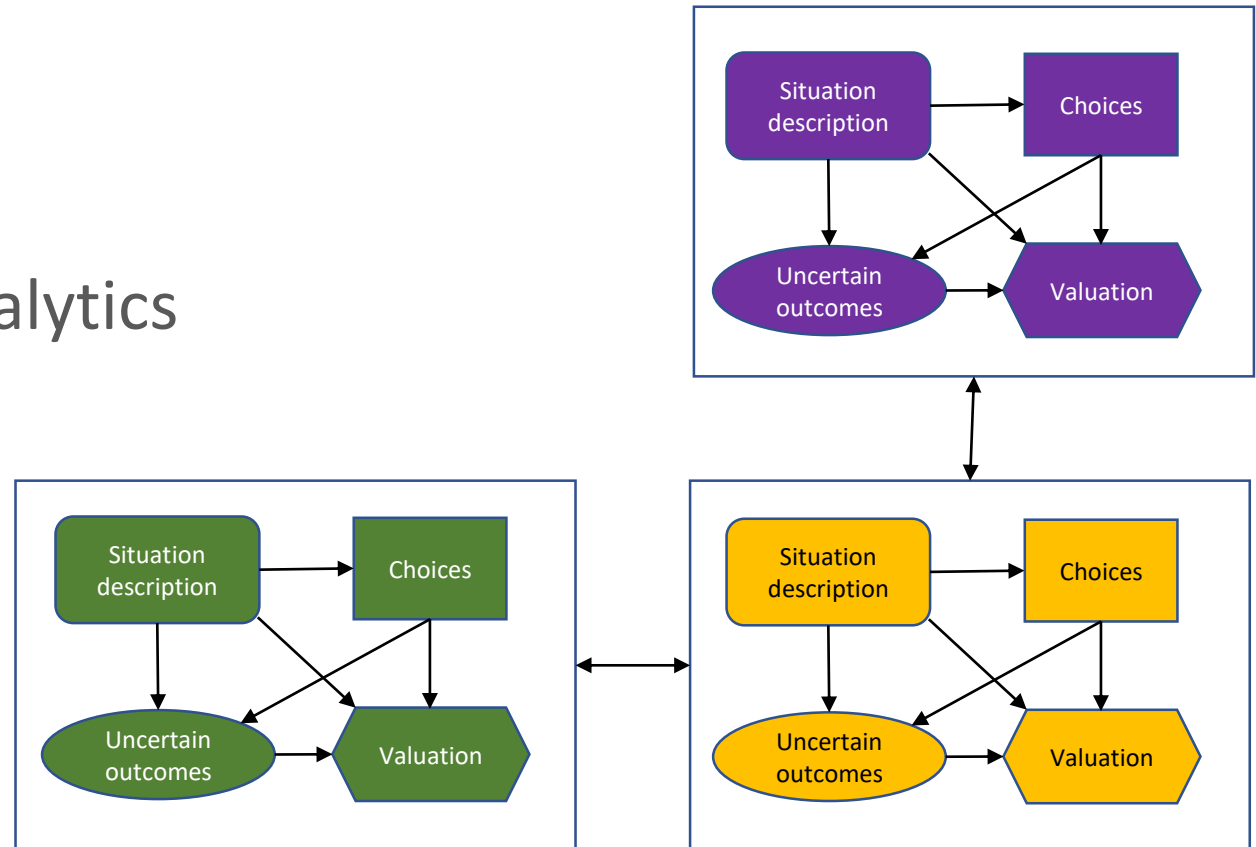 Situation
description
Choices
Uncertain
outcomes
Valuation
alytics
Situation
description
Choices
Uncertain
outcomes
Valuation
Situation
description
Choices
Uncertain
outcomes
Valuation